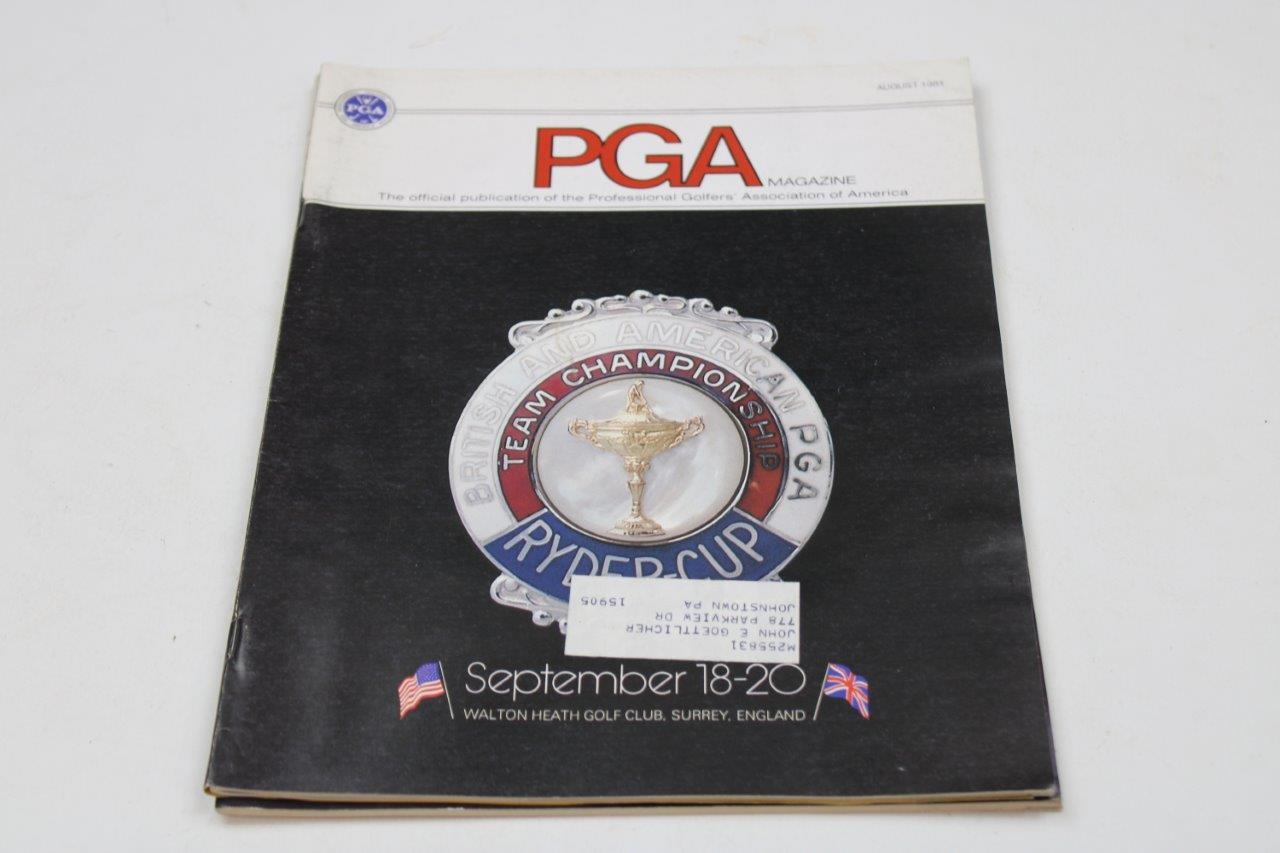 AUGUST 1981
PGA
PGA MAGAZINE
The official publication of the Professional Golfers' Association of America
BRITISH AND AMERICAN PGA
TEAM CHAMPIONSHIP
RYDER-CUP
M255831
JOHN E GOETTLICHER
778 PARKVIEW DR
JOHNSTOWN PA 15905
September 18-20
WALTON HEATH GOLF CLUB, SURREY, ENGLAND